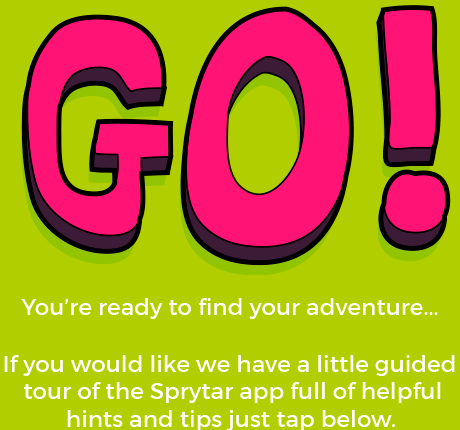 GO!
You're ready to find your adventure...
If you would like we have a little guided
tour of the Sprytar app full of helpful
hints and tips just tap below.